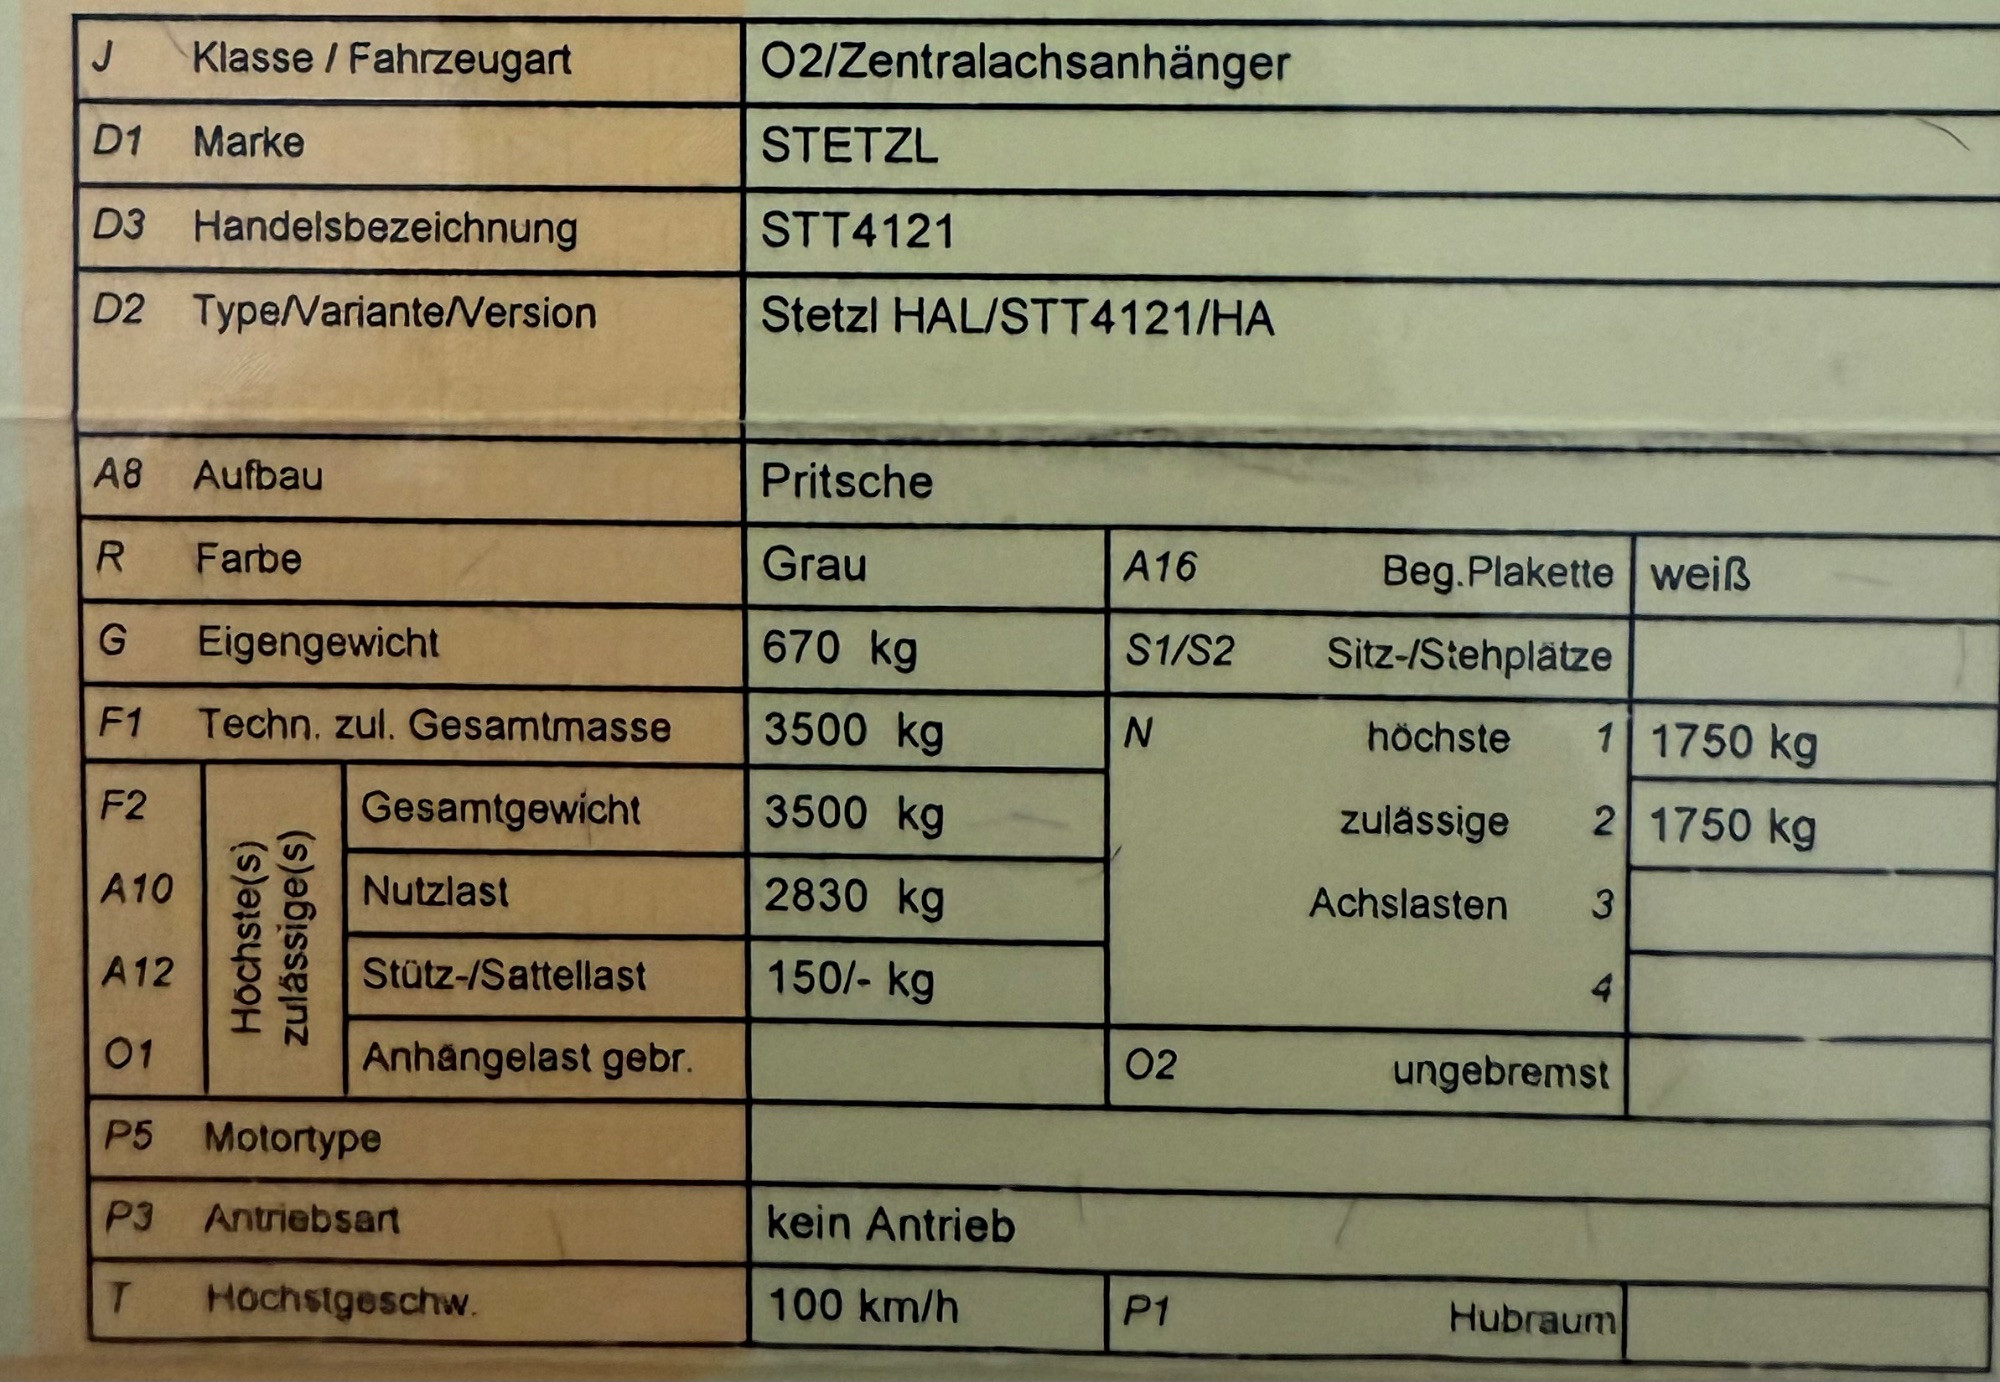 J Klasse / Fahrzeugart O2/Zentralachsanhänger
D1 Marke STETZL
D3 Handelsbezeichnung STT4121
D2 Type/Variante/Version Stetzl HAL/STT4121/HA
A8 Aufbau Pritsche
R Farbe Grau A16 Beg.Plakette weiß
G Eigengewicht 670 kg S1/S2 Sitz-/Stehplätze
F1 Techn. zul. Gesamtmasse 3500 kg N höchste 1 1750 kg
Höchste(s)
zulässige(s)
F2 Gesamtgewicht 3500 kg zulässige 2 1750 kg
A10 Nutzlast 2830 kg Achslasten 3
A12 Stütz-/Sattellast 150/- kg 4
O1 Anhängelast gebr. O2 ungebremst
P5 Motortype
P3 Antriebsart kein Antrieb
T Höchstgeschw. 100 km/h P1 Hubraum